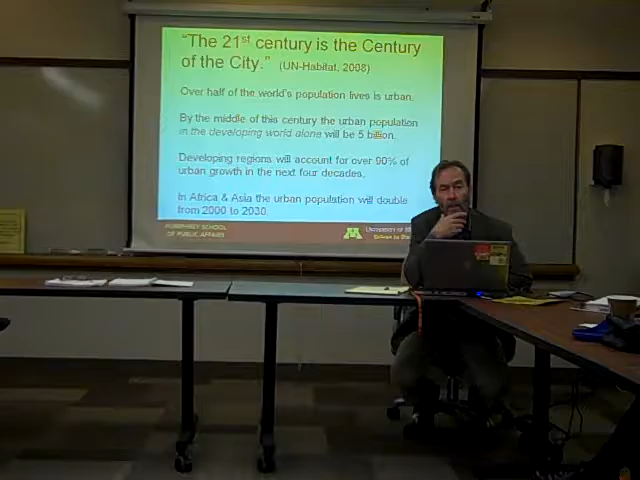 "The 21st century is the Century
of the City." (UN-Habitat, 2008)
Over half of the world's population lives is urban.
By the middle of this century the urban population
in the developing world alone will be 5 billion.
Developing regions will account for over 90% of
urban growth in the next four decades.
In Africa & Asia the urban population will double
from 2000 to 2030.
HUMPHREY SCHOOL
OF PUBLIC AFFAIRS
M
UNIVERSITY OF